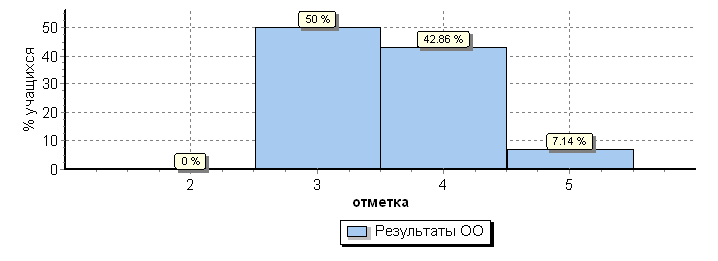 50 %
42.86 %
7.14 %
0 %
50
40
30
20
10
0
% учащихся
2 3 4 5
отметка
Результаты ОО